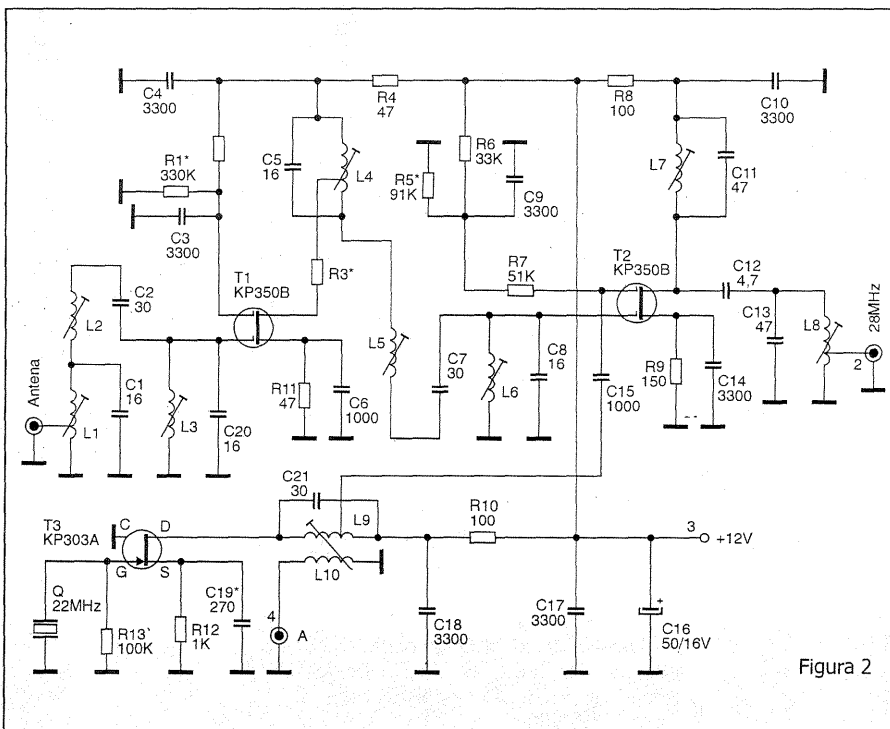 C4
3300
R4
47
R8
100
C10
3300
R1*
330K
C5
16
L4
R5*
91K
R6
33K
C9
3300
L7
C11
47
C3
3300
T1
KP350B
R3*
R7
51K
T2
KP350B
C12
4,7
C13
47
L8
28MHz
2
C2
30
L2
L5
C7
30
L6
C8
16
C15
1000
R9
150
C14
3300
Antena
L1
C1
16
L3
C20
16
R11
47
C6
1000
T3
KP303A
C
D
G
S
C21
30
L9
L10
R10
100
3
+12V
Q
22MHz
R13`
100K
R12
1K
C19*
270
4
A
C18
3300
C17
3300
+
C16
50/16V
Figura 2